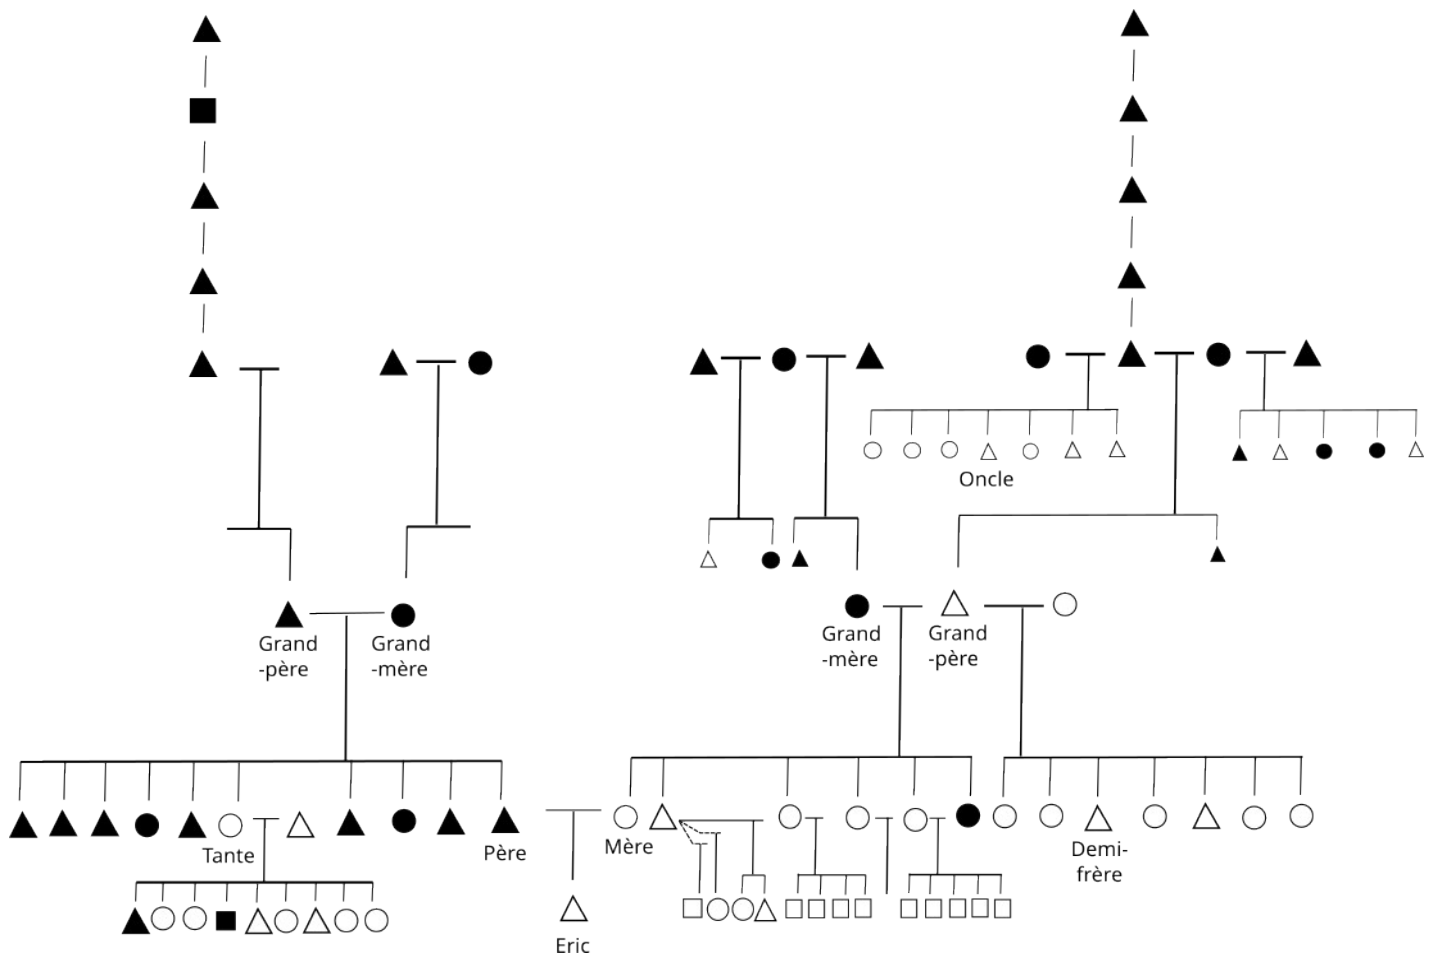 Oncle
Grand
-père
Grand
-mère
Grand
-mère
Grand
-père
Tante
Père
Mère
Demi-
frère
Eric